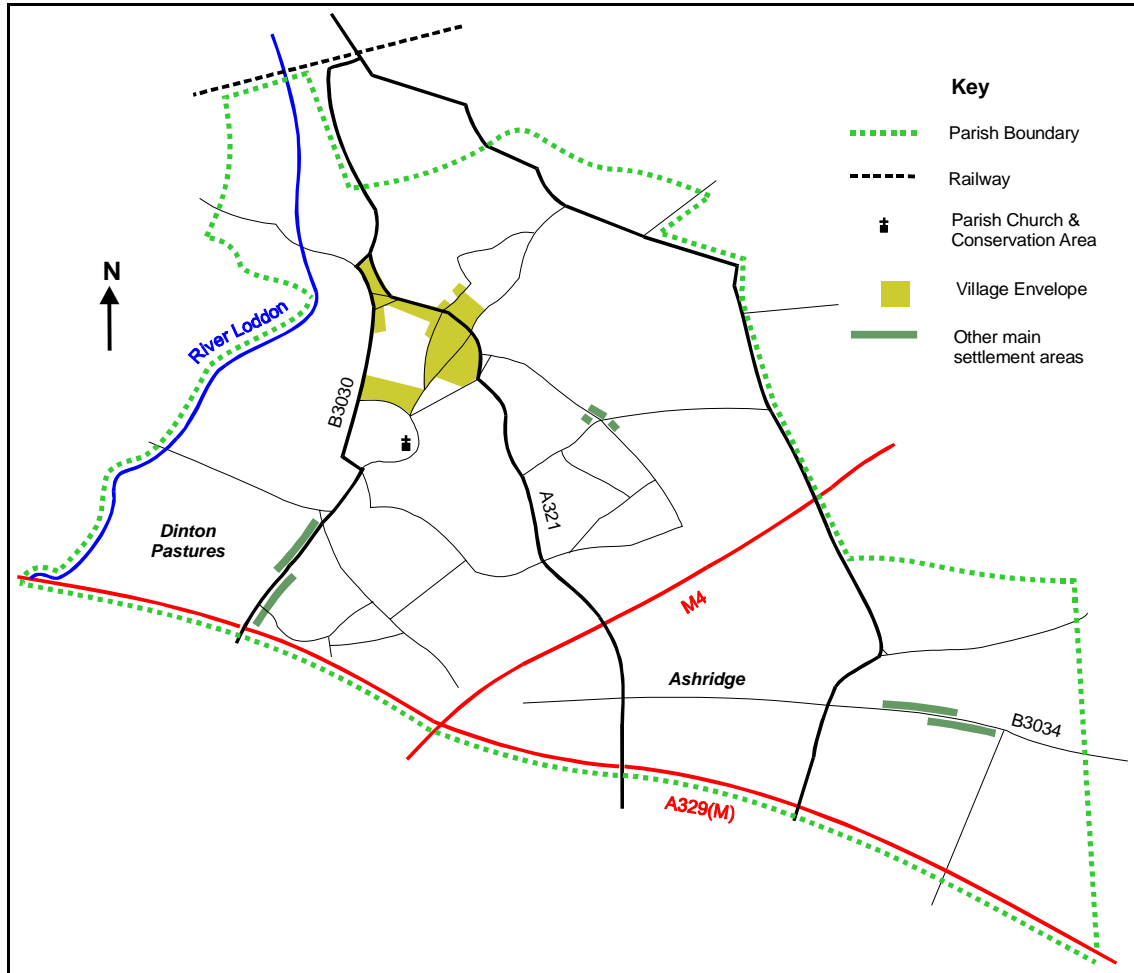 Key
Parish Boundary
Railway
Parish Church &
Conservation Area
Village Envelope
Other main
settlement areas
N
River Loddon
B3030
A321
Dinton
Pastures
M4
Ashridge
B3034
A329(M)